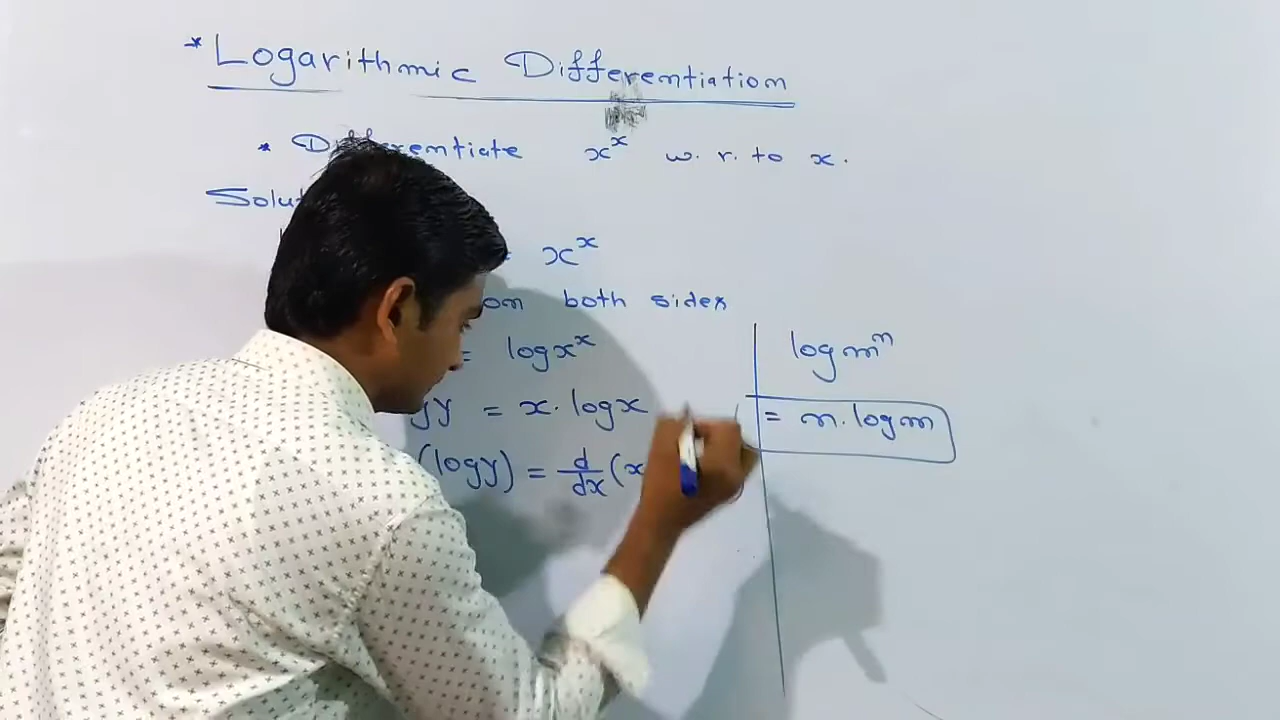 * Logarithmic Differentiation
* Differentiate x^x w. r. to x.
x^x
both sides
= log x^x
= x. log x
(log y) = d/dx (x
log m^n
= n. log m